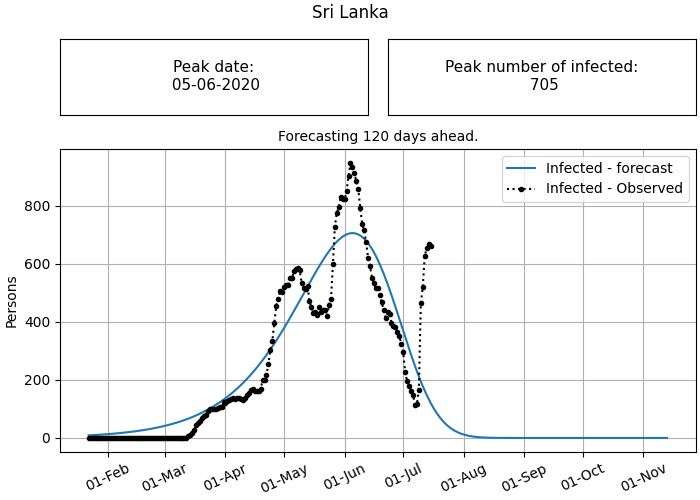 Sri Lanka
Peak date:
05-06-2020
Peak number of infected:
705
Forecasting 120 days ahead.
Infected - forecast
Infected - Observed
Persons
800
600
400
200
0
01-Feb
01-Mar
01-Apr
01-May
01-Jun
01-Jul
01-Aug
01-Sep
01-Oct
01-Nov